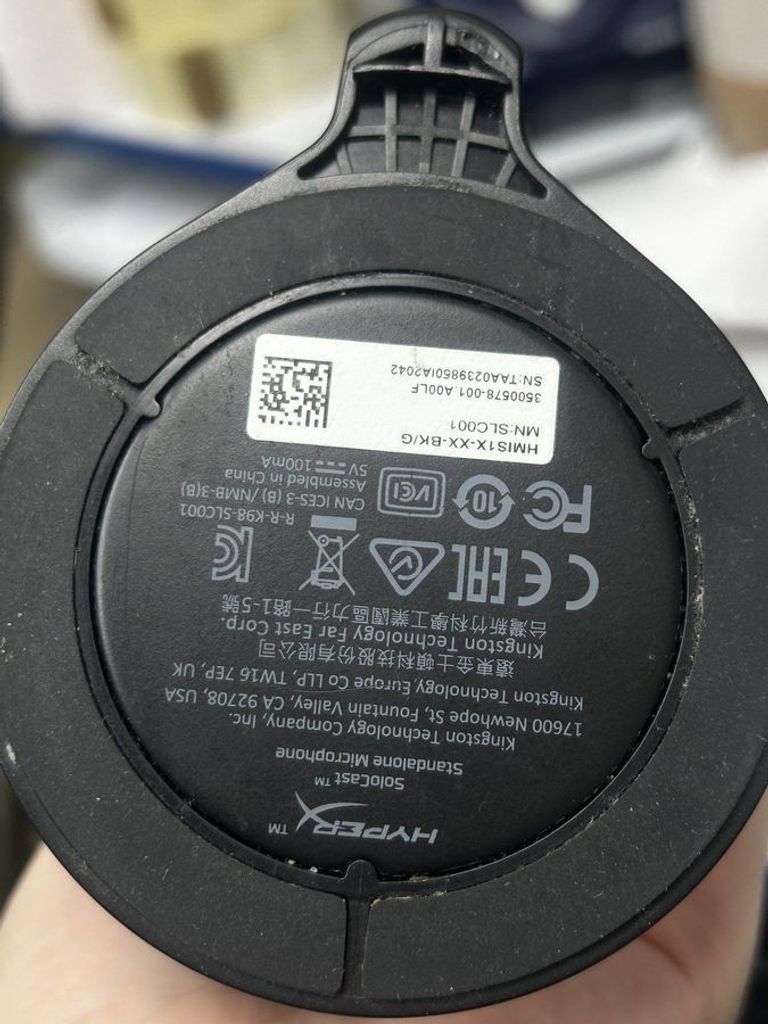 HYPERX™
SoloCast™
Standalone Microphone
Kingston Technology Company, Inc.
17600 Newhope St, Fountain Valley, CA 92708, USA
Kingston Technology Europe Co LLP, TW16 7EP, UK
遠東金士頓科技股份有限公司
Kingston Technology Far East Corp.
台灣新竹科學工業園區力行一路1-5號
CE EAC
R-R-K98-SLC001
FC 10 VCI
CAN ICES-3 (B) / NMB-3(B)
Assembled in China
5V ⎓ 100mA
HMIS1X-XX-BK/G
MN:SLC001
3500578-001.A00LF
SN:TAA0239850IA2042